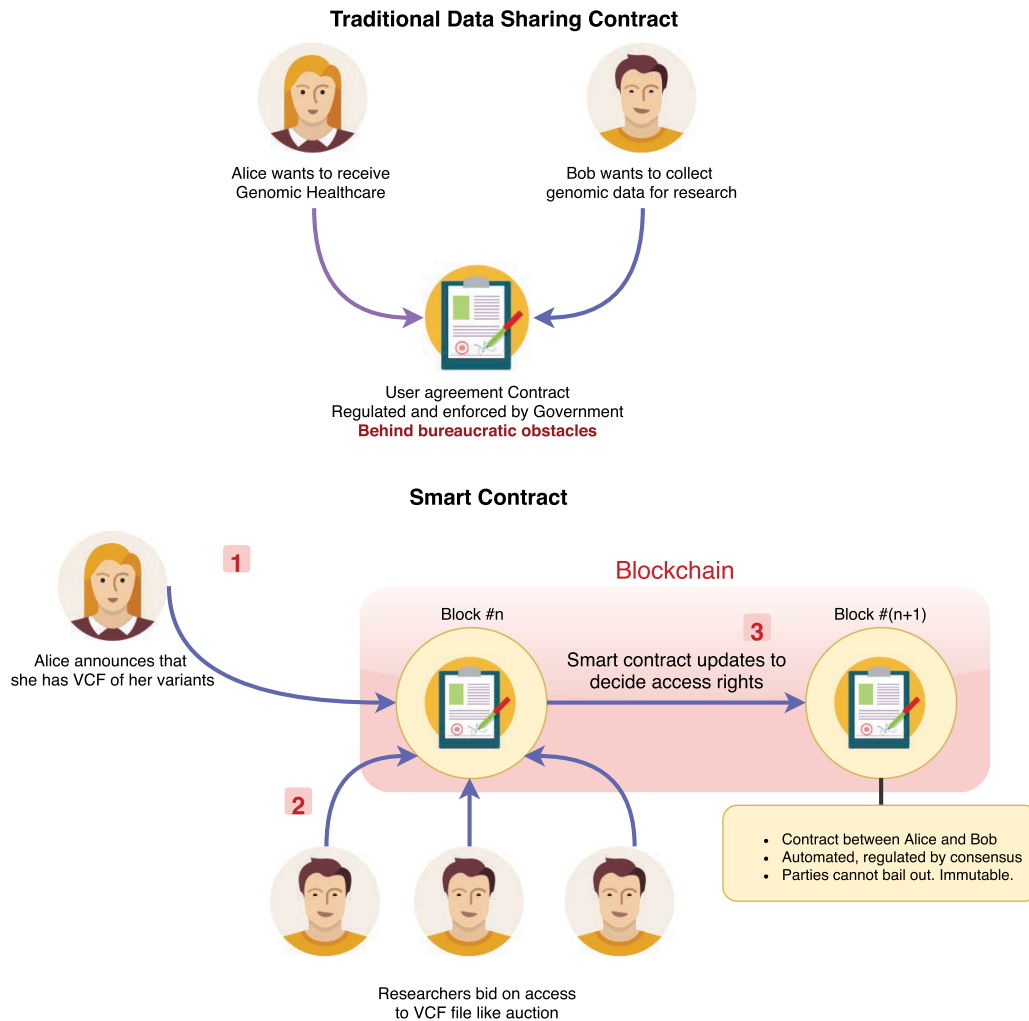 Traditional Data Sharing Contract
Alice wants to receive
Genomic Healthcare
Bob wants to collect
genomic data for research
User agreement Contract
Regulated and enforced by Government
Behind bureaucratic obstacles
Smart Contract
1
Alice announces that
she has VCF of her variants
Blockchain
Block #n
3
Block #(n+1)
Smart contract updates to
decide access rights
2
• Contract between Alice and Bob
• Automated, regulated by consensus
• Parties cannot bail out. Immutable.
Researchers bid on access
to VCF file like auction